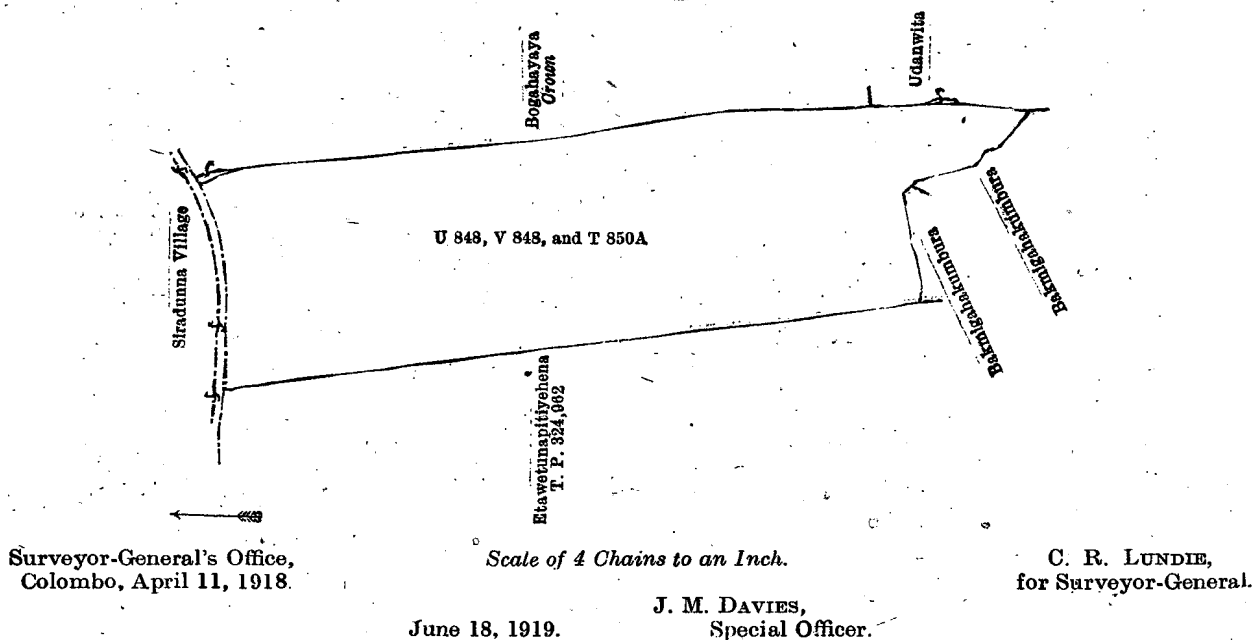 Bogahayaya
Crown
Udanwita
Siradunna Village
U 848, V 848, and T 850A
Bakmigahakumbura
Bakmigahakumbura
Etawetunapitiyehena
T. P. 324,962
Surveyor-General's Office,
Colombo, April 11, 1918.
Scale of 4 Chains to an Inch.
C. R. LUNDIE,
for Surveyor-General.
J. M. DAVIES,
June 18, 1919. Special Officer.